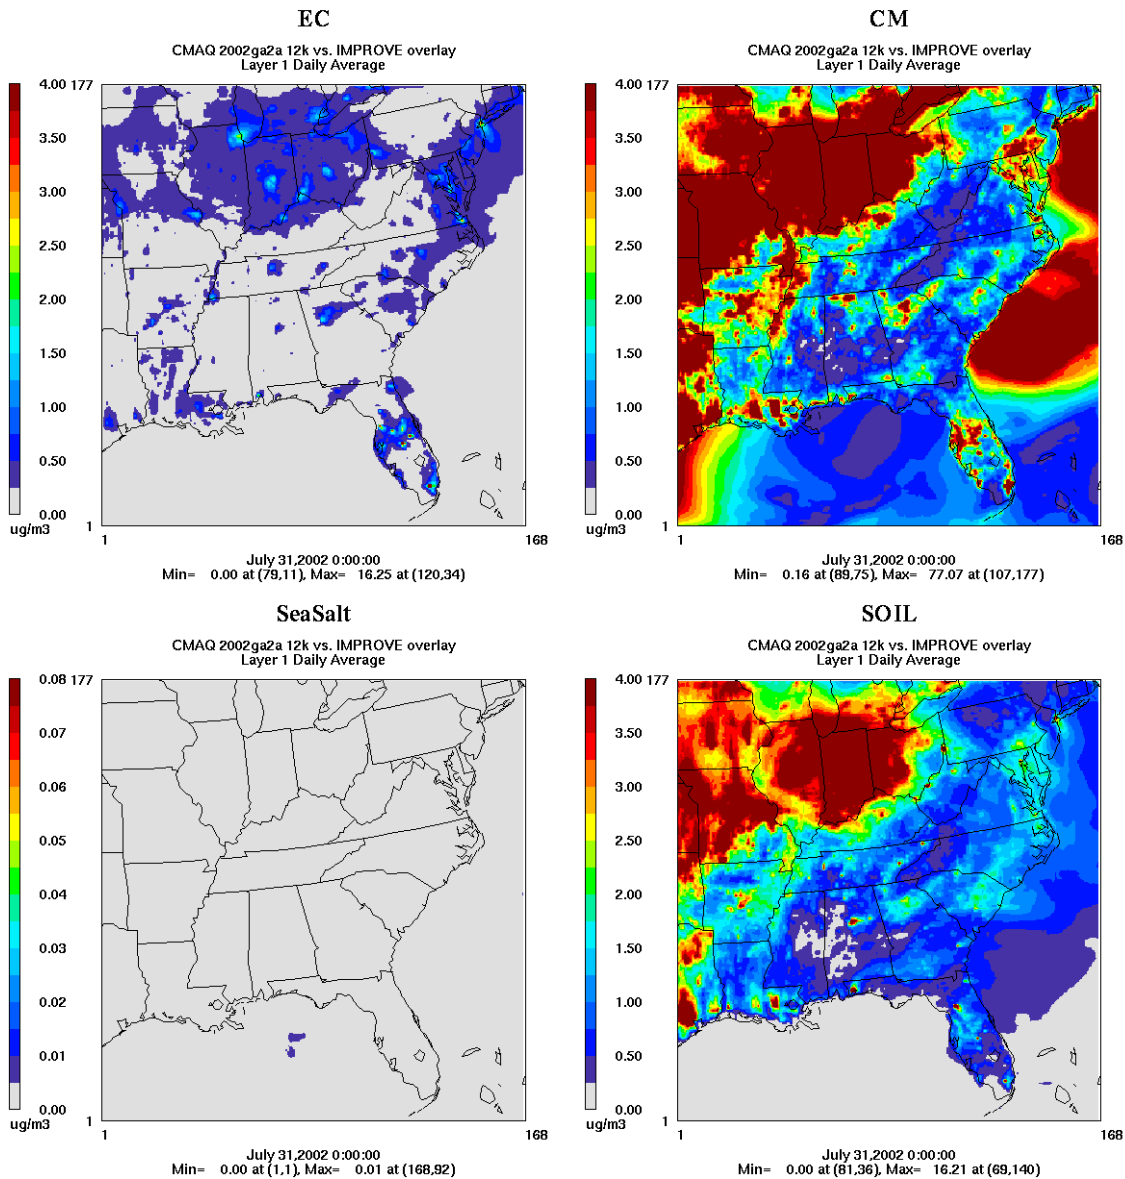 EC
CMAQ 2002ga2a 12k vs. IMPROVE overlay
Layer 1 Daily Average
4.00 177
3.50
3.00
2.50
2.00
1.50
1.00
0.50
0.00
ug/m3
1
1 168
July 31,2002 0:00:00
Min= 0.00 at (79,11), Max= 16.25 at (120,34)
CM
CMAQ 2002ga2a 12k vs. IMPROVE overlay
Layer 1 Daily Average
4.00 177
3.50
3.00
2.50
2.00
1.50
1.00
0.50
0.00
ug/m3
1
1 168
July 31,2002 0:00:00
Min= 0.16 at (89,75), Max= 77.07 at (107,177)
SeaSalt
CMAQ 2002ga2a 12k vs. IMPROVE overlay
Layer 1 Daily Average
0.08 177
0.07
0.06
0.05
0.04
0.03
0.02
0.01
0.00
ug/m3
1
1 168
July 31,2002 0:00:00
Min= 0.00 at (1,1), Max= 0.01 at (168,92)
SOIL
CMAQ 2002ga2a 12k vs. IMPROVE overlay
Layer 1 Daily Average
4.00 177
3.50
3.00
2.50
2.00
1.50
1.00
0.50
0.00
ug/m3
1
1 168
July 31,2002 0:00:00
Min= 0.00 at (81,36), Max= 16.21 at (69,140)